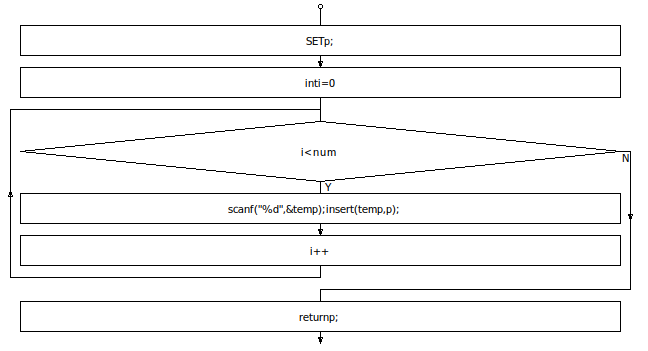 SETp;
inti=0
i<num
N
Y
scanf("%d",&temp);insert(temp,p);
i++
returnp;